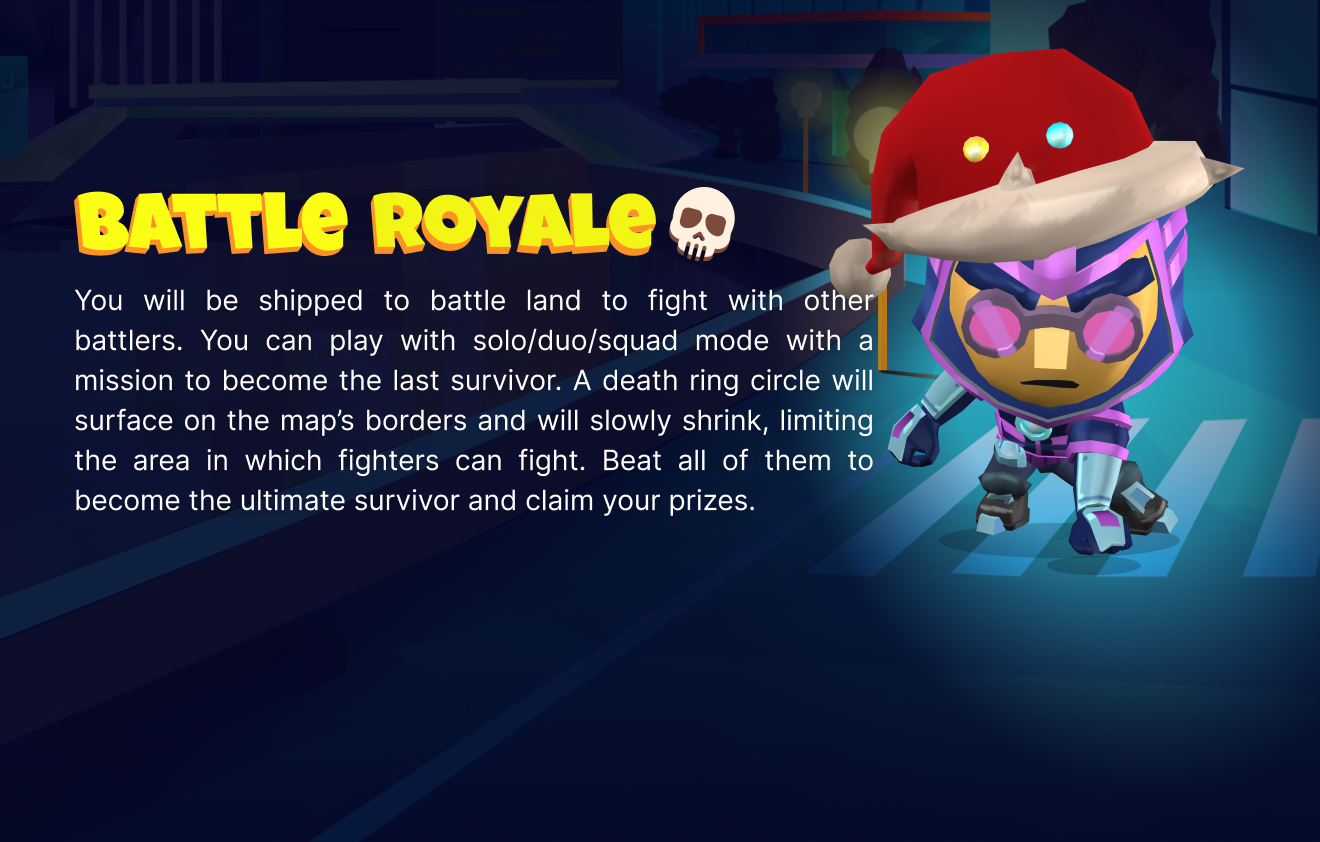 BATTLE ROYALE
You will be shipped to battle land to fight with other
battlers. You can play with solo/duo/squad mode with a
mission to become the last survivor. A death ring circle will
surface on the map’s borders and will slowly shrink, limiting
the area in which fighters can fight. Beat all of them to
become the ultimate survivor and claim your prizes.